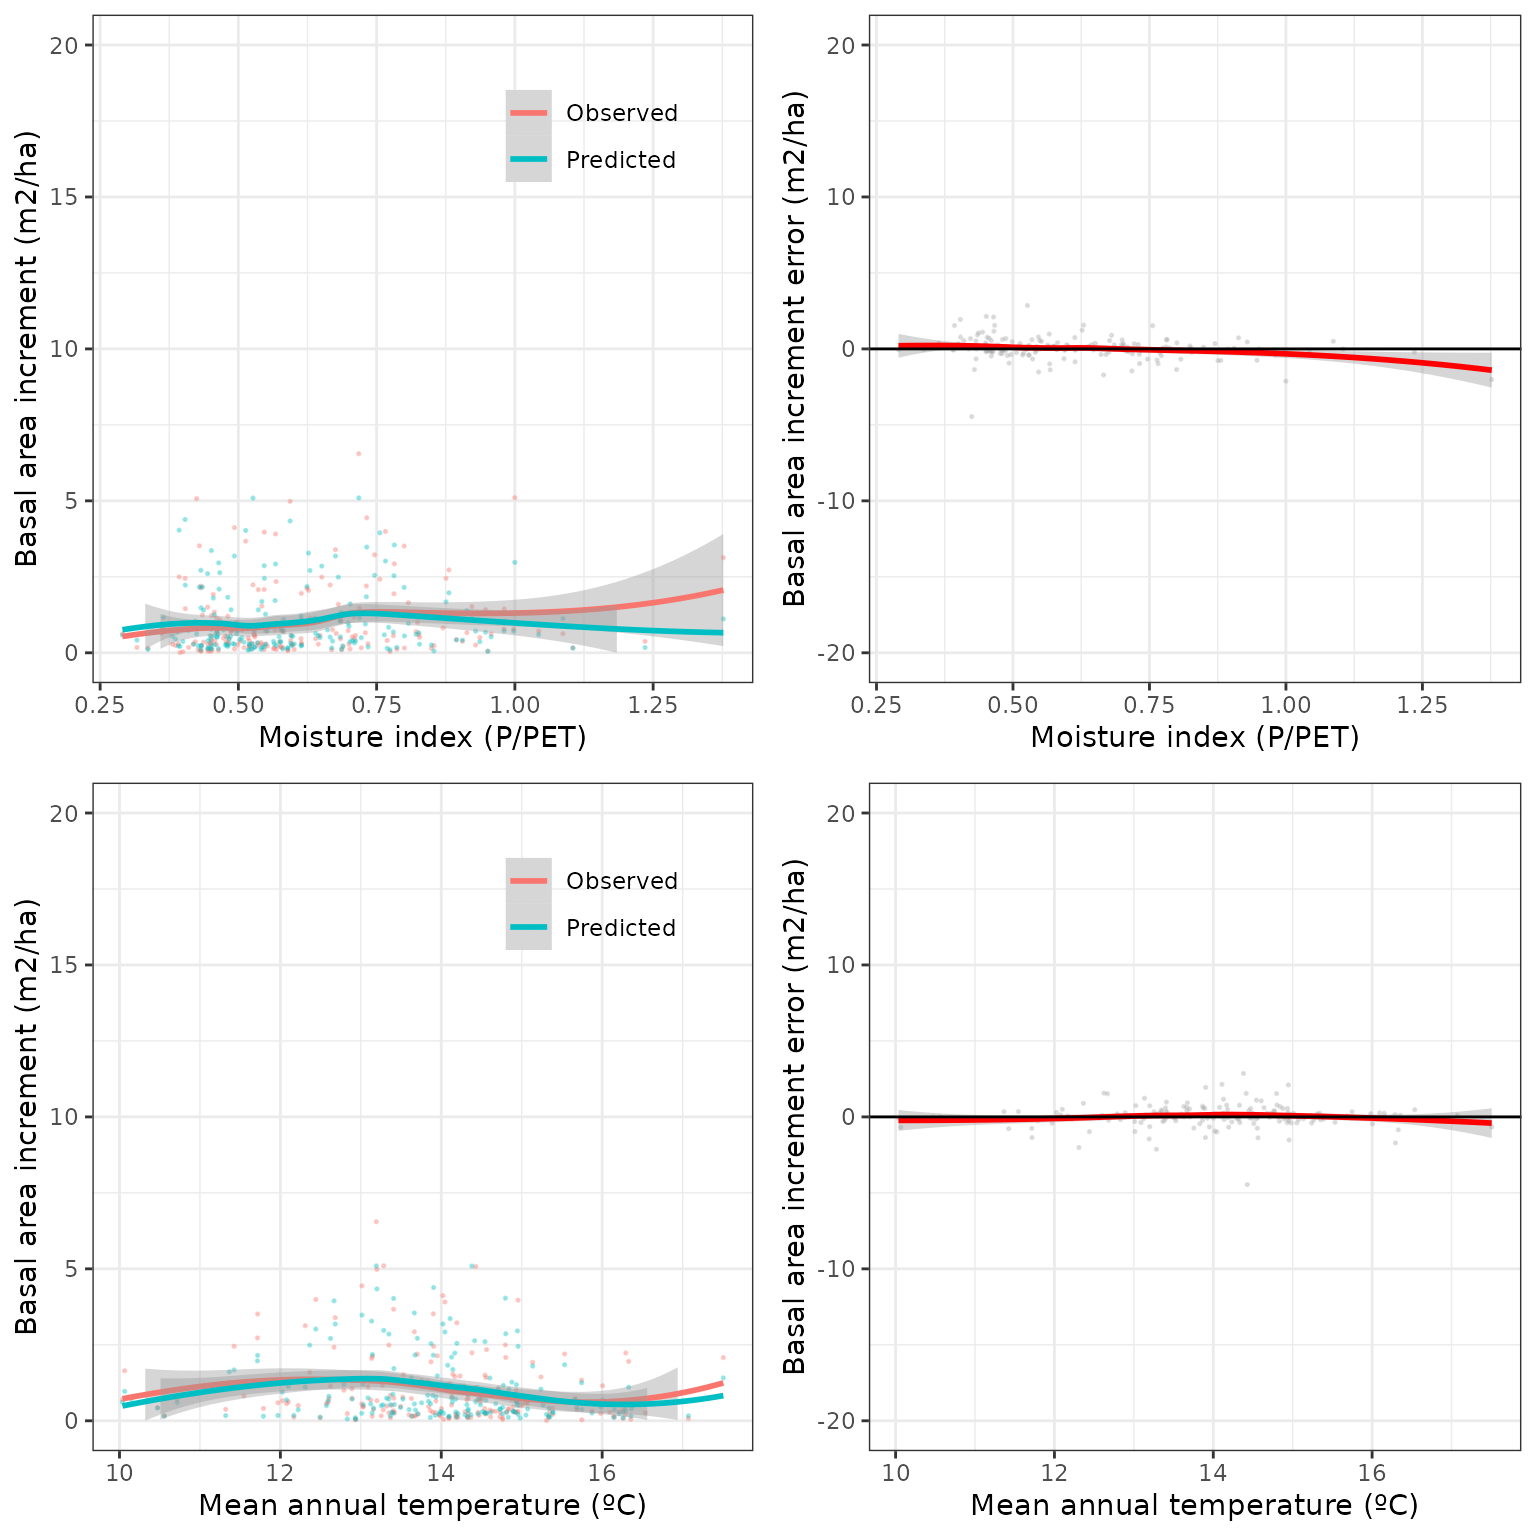 20
15
10
5
0
Basal area increment (m2/ha)
Observed
Predicted
0.25 0.50 0.75 1.00 1.25
Moisture index (P/PET)
20
10
0
-10
-20
Basal area increment error (m2/ha)
0.25 0.50 0.75 1.00 1.25
Moisture index (P/PET)
20
15
10
5
0
Basal area increment (m2/ha)
Observed
Predicted
10 12 14 16
Mean annual temperature (ºC)
20
10
0
-10
-20
Basal area increment error (m2/ha)
10 12 14 16
Mean annual temperature (ºC)